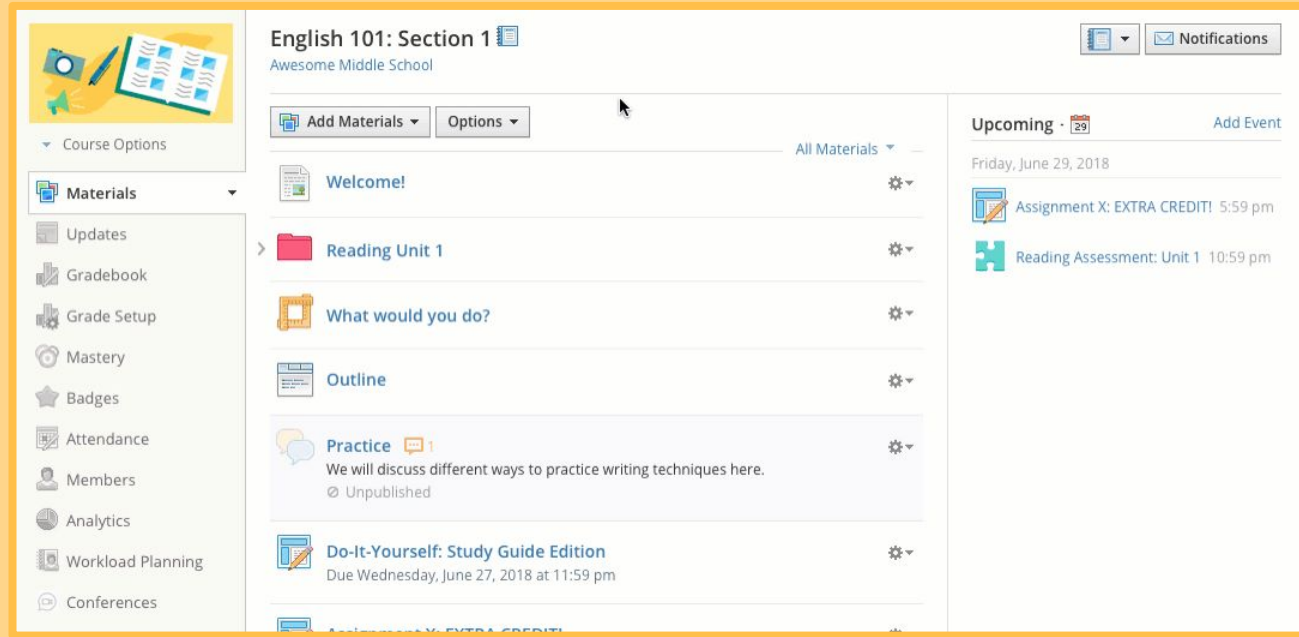 English 101: Section 1
Awesome Middle School
Notifications
Course Options
Materials
Updates
Gradebook
Grade Setup
Mastery
Badges
Attendance
Members
Analytics
Workload Planning
Conferences
Add Materials
Options
All Materials
Welcome!
Reading Unit 1
What would you do?
Outline
Practice 1
We will discuss different ways to practice writing techniques here.
Unpublished
Do-It-Yourself: Study Guide Edition
Due Wednesday, June 27, 2018 at 11:59 pm
Assignment X: EXTRA CREDIT!
Upcoming · 29
Add Event
Friday, June 29, 2018
Assignment X: EXTRA CREDIT! 5:59 pm
Reading Assessment: Unit 1 10:59 pm